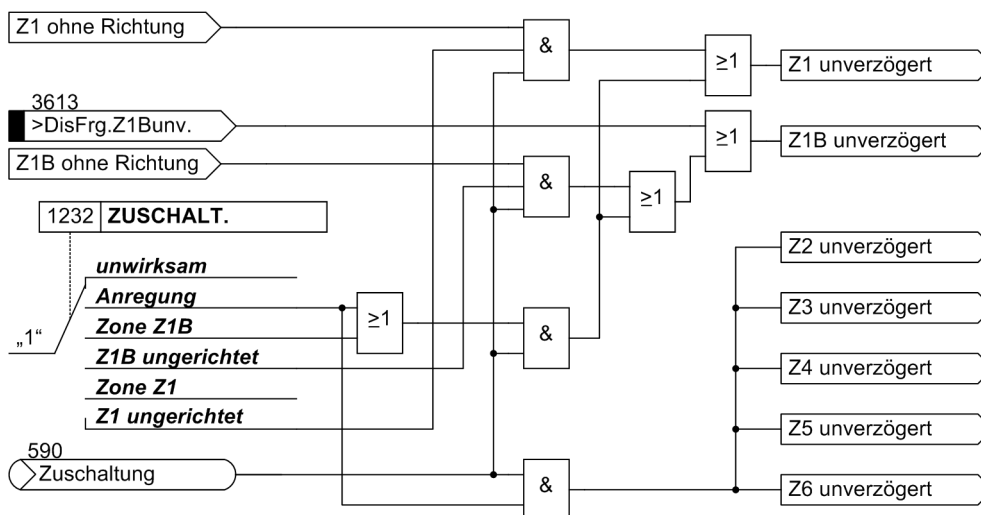 Z1 ohne Richtung
&
≥1
Z1 unverzögert
3613
>DisFrg.Z1Bunv.
≥1
Z1B unverzögert
Z1B ohne Richtung
&
≥1
1232 ZUSCHALT.
Z2 unverzögert
unwirksam
Anregung
Z3 unverzögert
≥1
&
Zone Z1B
„1“
Z1B ungerichtet
Z4 unverzögert
Zone Z1
Z1 ungerichtet
Z5 unverzögert
590
Zuschaltung
&
Z6 unverzögert